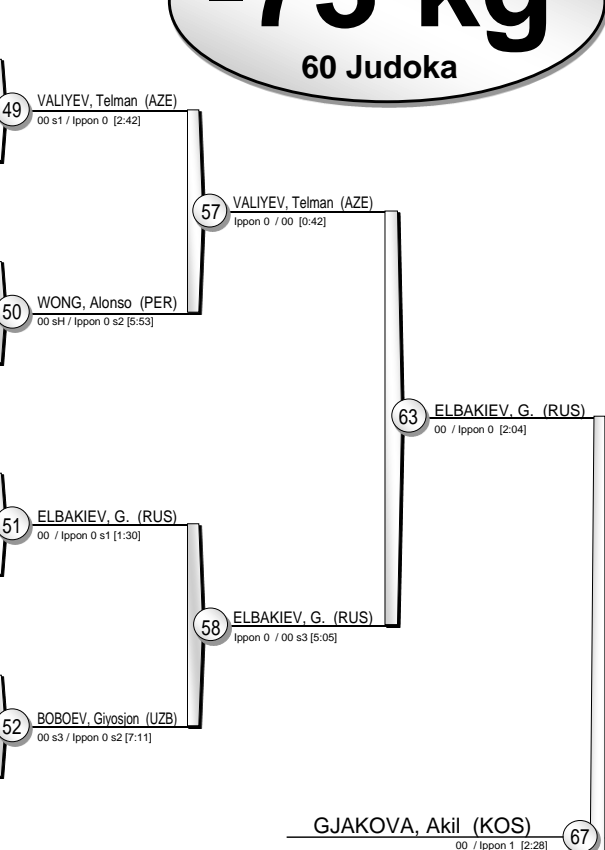 -73 kg
60 Judoka
49
VALIYEV, Telman (AZE)
00 s1 / Ippon 0 [2:42]
57
VALIYEV, Telman (AZE)
Ippon 0 / 00 [0:42]
50
WONG, Alonso (PER)
00 sH / Ippon 0 s2 [5:53]
63
ELBAKIEV, G. (RUS)
00 / Ippon 0 [2:04]
51
ELBAKIEV, G. (RUS)
00 / Ippon 0 s1 [1:30]
58
ELBAKIEV, G. (RUS)
Ippon 0 / 00 s3 [5:05]
52
BOBOEV, Giyosjon (UZB)
00 s3 / Ippon 0 s2 [7:11]
GJAKOVA, Akil (KOS)
67
00 / Ippon 1 [2:28]